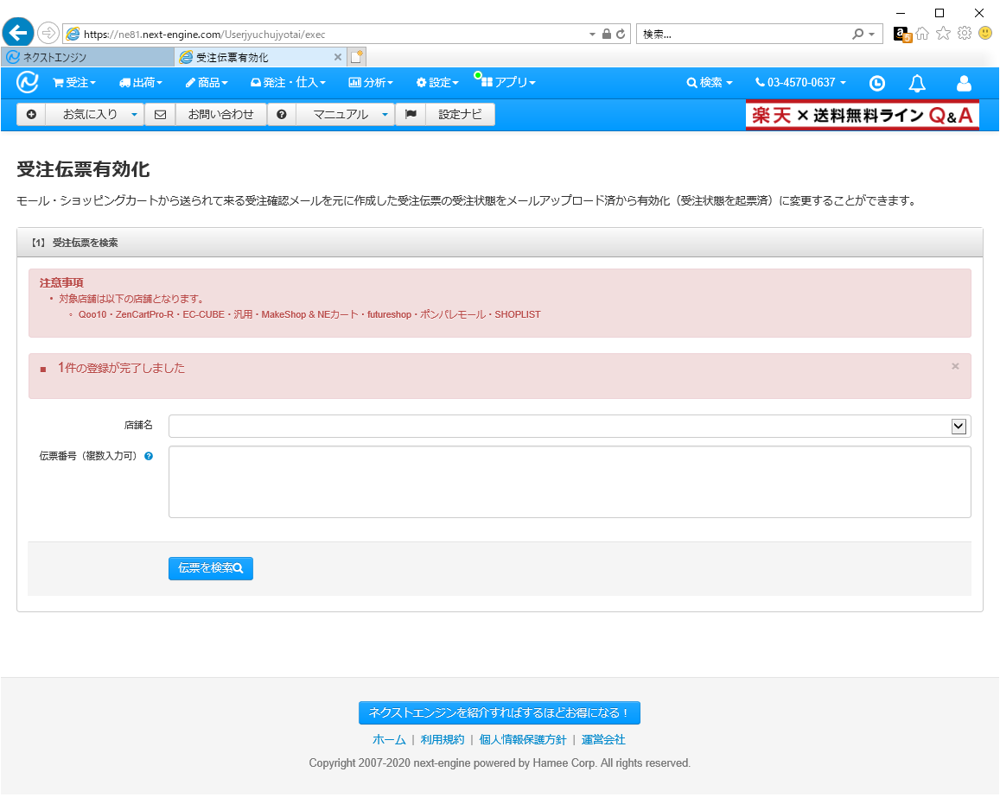 https://ne81.next-engine.com/Userjyuchujyotai/exec
検索...
ネクストエンジン
受注伝票有効化
受注 出荷 商品 発注・仕入 分析 設定 アプリ 検索 03-4570-0637
お気に入り お問い合わせ マニュアル 設定ナビ
楽天×送料無料ライン Q&A
受注伝票有効化
モール・ショッピングカートから送られて来る受注確認メールを元に作成した受注伝票の受注状態をメールアップロード済から有効化（受注状態を起票済）に変更することができます。
【1】 受注伝票を検索
注意事項
・ 対象店舗は以下の店舗となります。
◦ Qoo10・ZenCartPro-R・EC-CUBE・汎用・MakeShop & NEカート・futureshop・ポンパレモール・SHOPLIST
■ 1件の登録が完了しました ×
店舗名
伝票番号（複数入力可）
伝票を検索
ネクストエンジンを紹介すればするほどお得になる！
ホーム | 利用規約 | 個人情報保護方針 | 運営会社
Copyright 2007-2020 next-engine powered by Hamee Corp. All rights reserved.